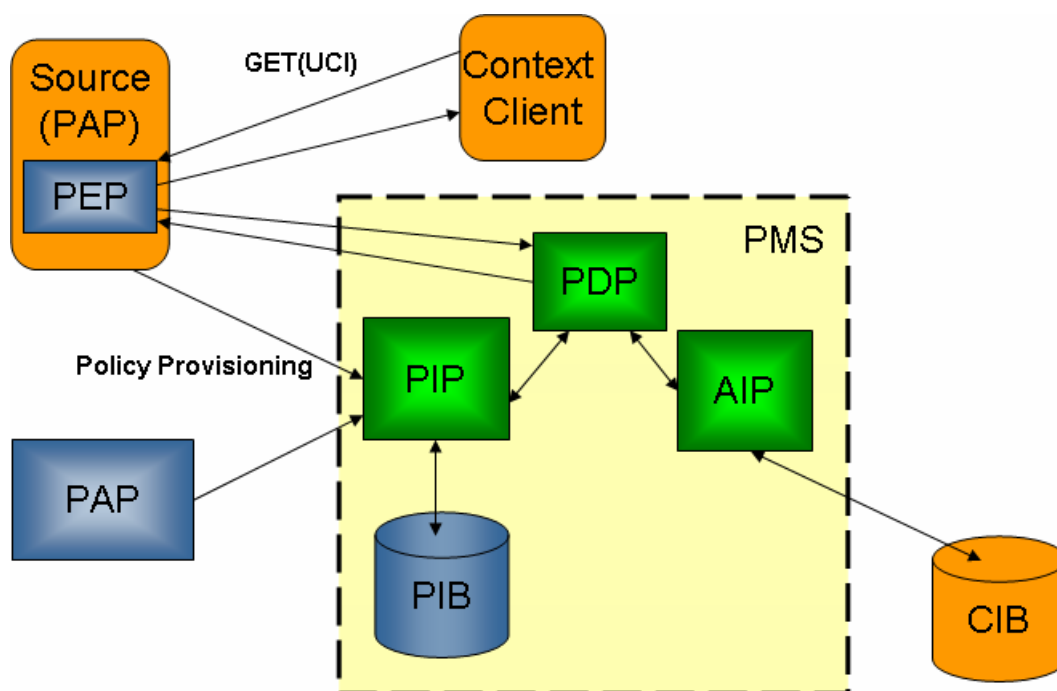 GET(UCI)
Source
(PAP)
Context
Client
PEP
PMS
PDP
Policy Provisioning
PIP
AIP
PAP
PIB
CIB